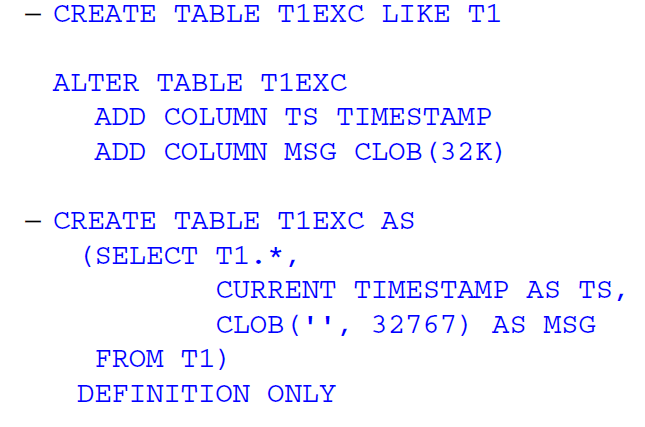 – CREATE TABLE T1EXC LIKE T1
ALTER TABLE T1EXC
ADD COLUMN TS TIMESTAMP
ADD COLUMN MSG CLOB(32K)
– CREATE TABLE T1EXC AS
(SELECT T1.*,
CURRENT TIMESTAMP AS TS,
CLOB('', 32767) AS MSG
FROM T1)
DEFINITION ONLY